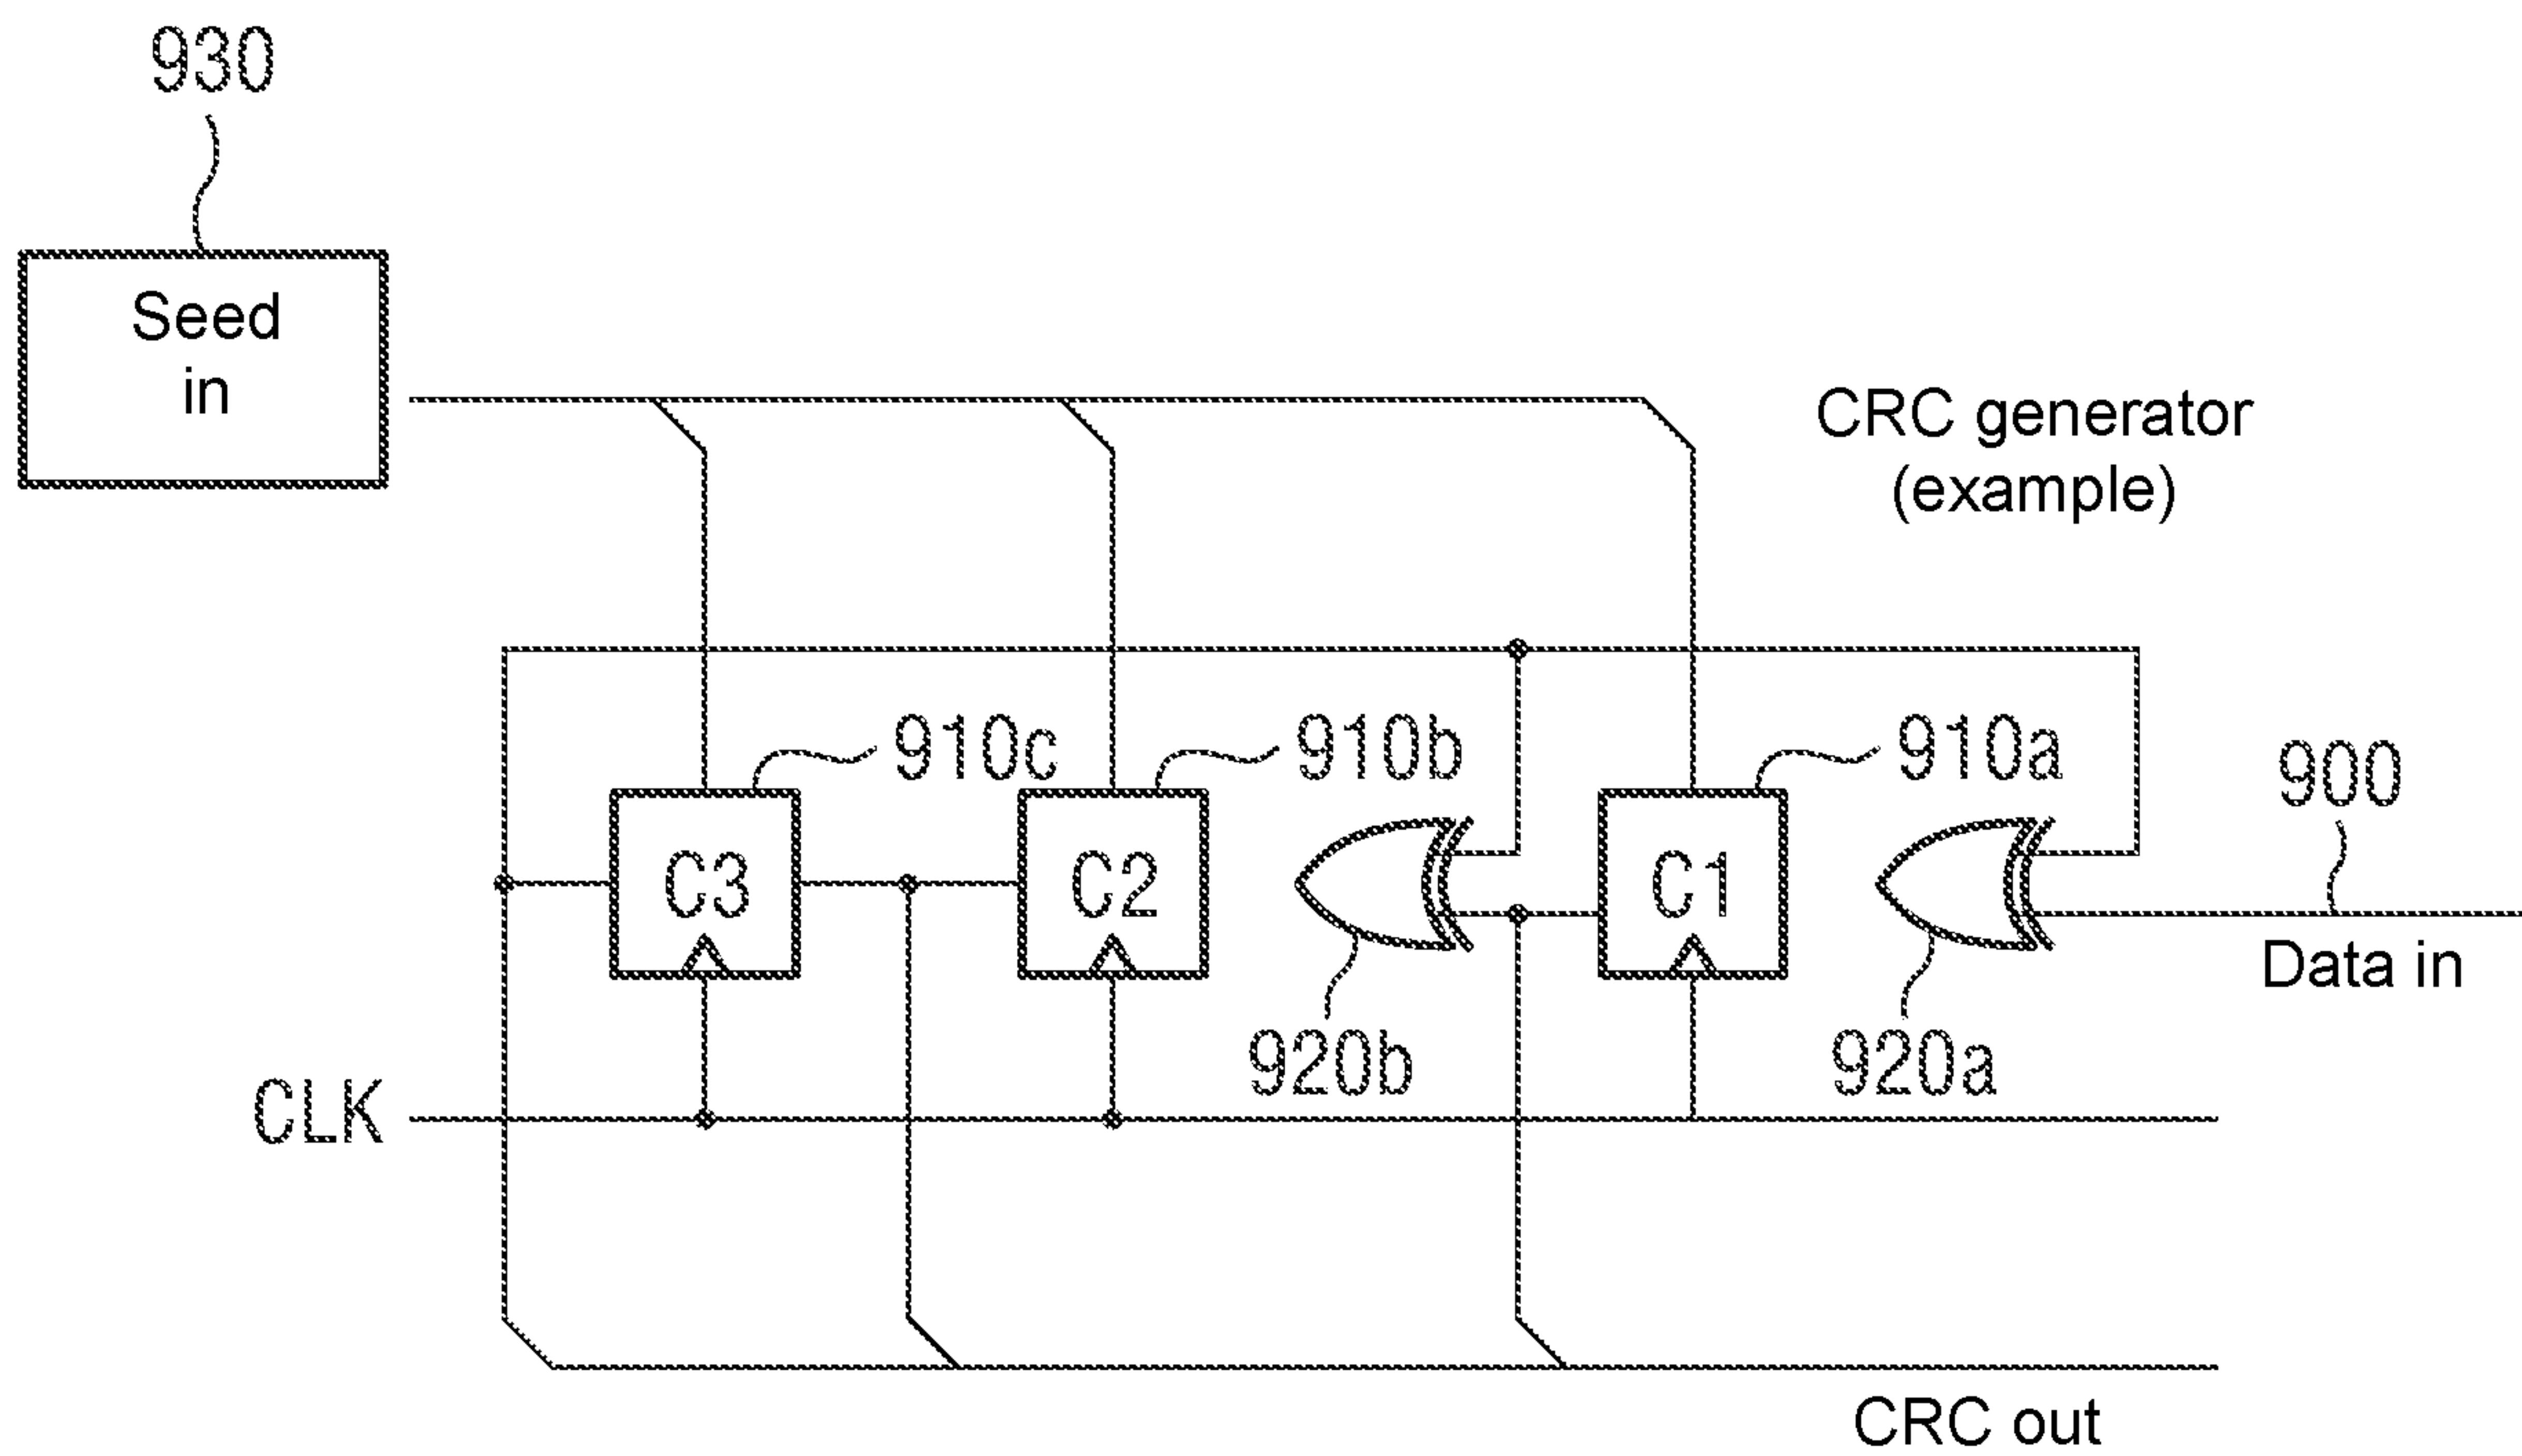 930
Seed
in
CRC generator
(example)
910c
910b
910a
900
C3
C2
C1
Data in
920b
920a
CLK
CRC out